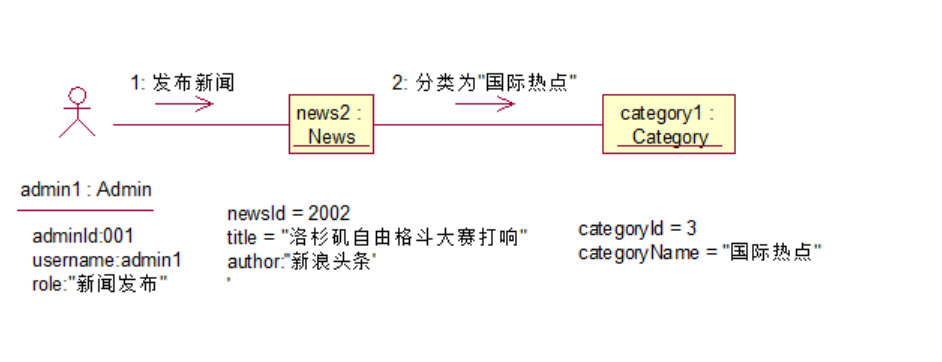 1: 发布新闻
2: 分类为"国际热点"
news2 :
News
category1 :
Category
admin1 : Admin
adminId:001
username:admin1
role:"新闻发布"
newsId = 2002
title = "洛杉矶自由格斗大赛打响"
author:"新浪头条'
'
categoryId = 3
categoryName = "国际热点"